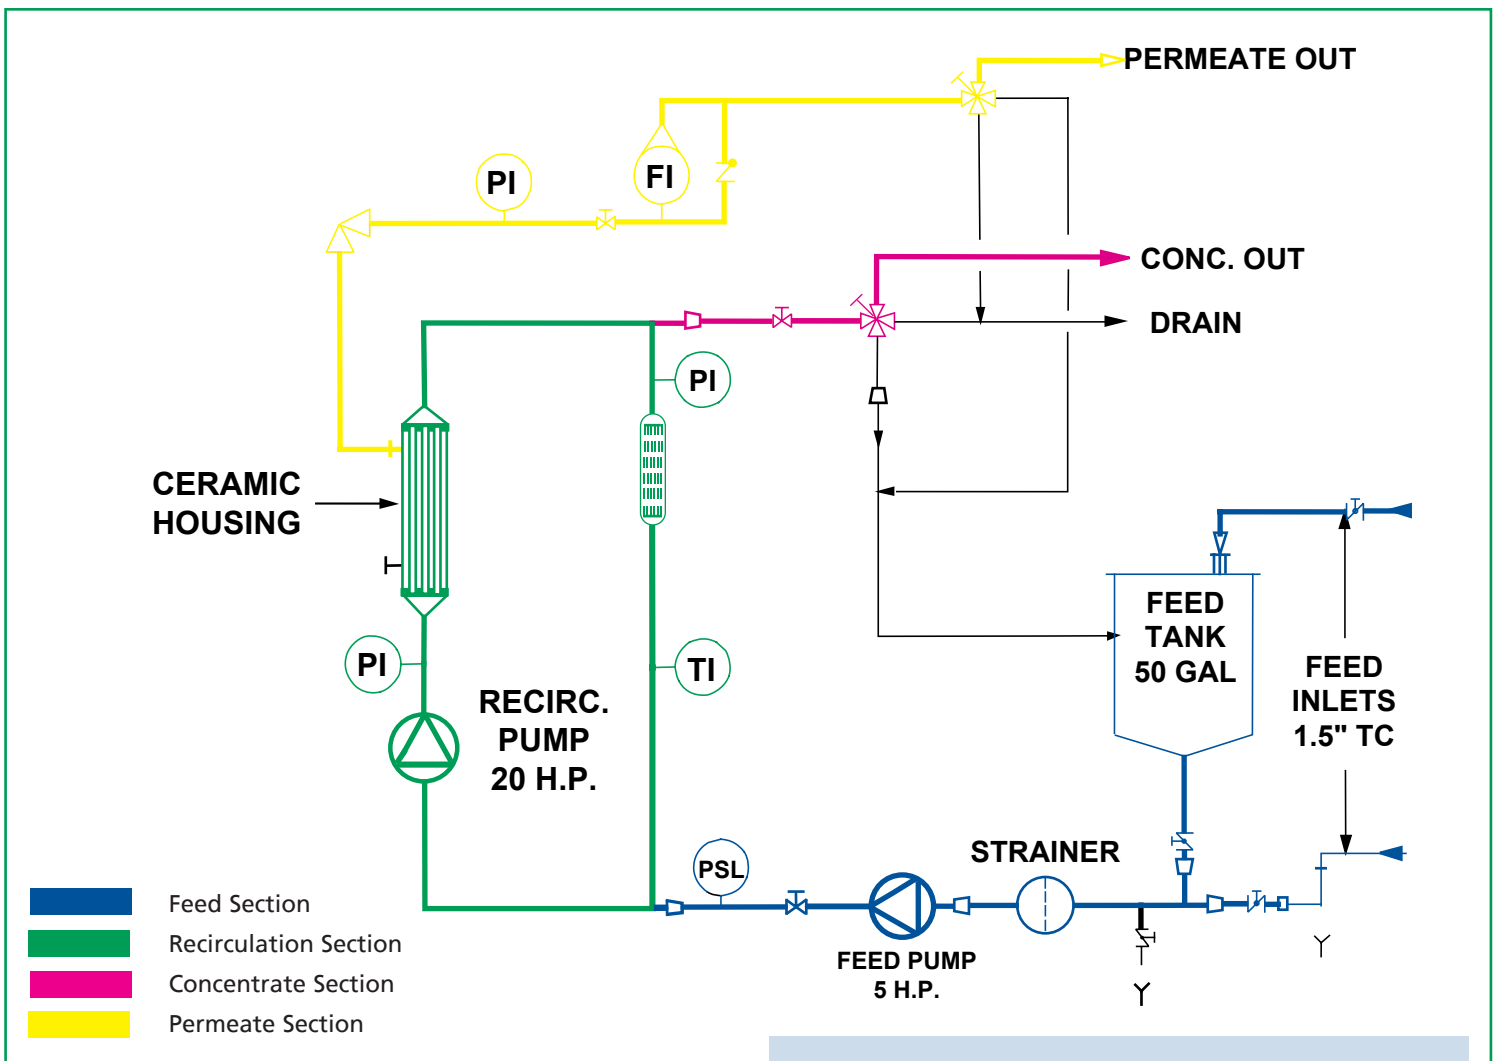 PERMEATE OUT
PI
FI
CONC. OUT
DRAIN
PI
CERAMIC
HOUSING
FEED
TANK
50 GAL
FEED
INLETS
1.5" TC
PI
TI
RECIRC.
PUMP
20 H.P.
STRAINER
PSL
FEED PUMP
5 H.P.
Feed Section
Recirculation Section
Concentrate Section
Permeate Section